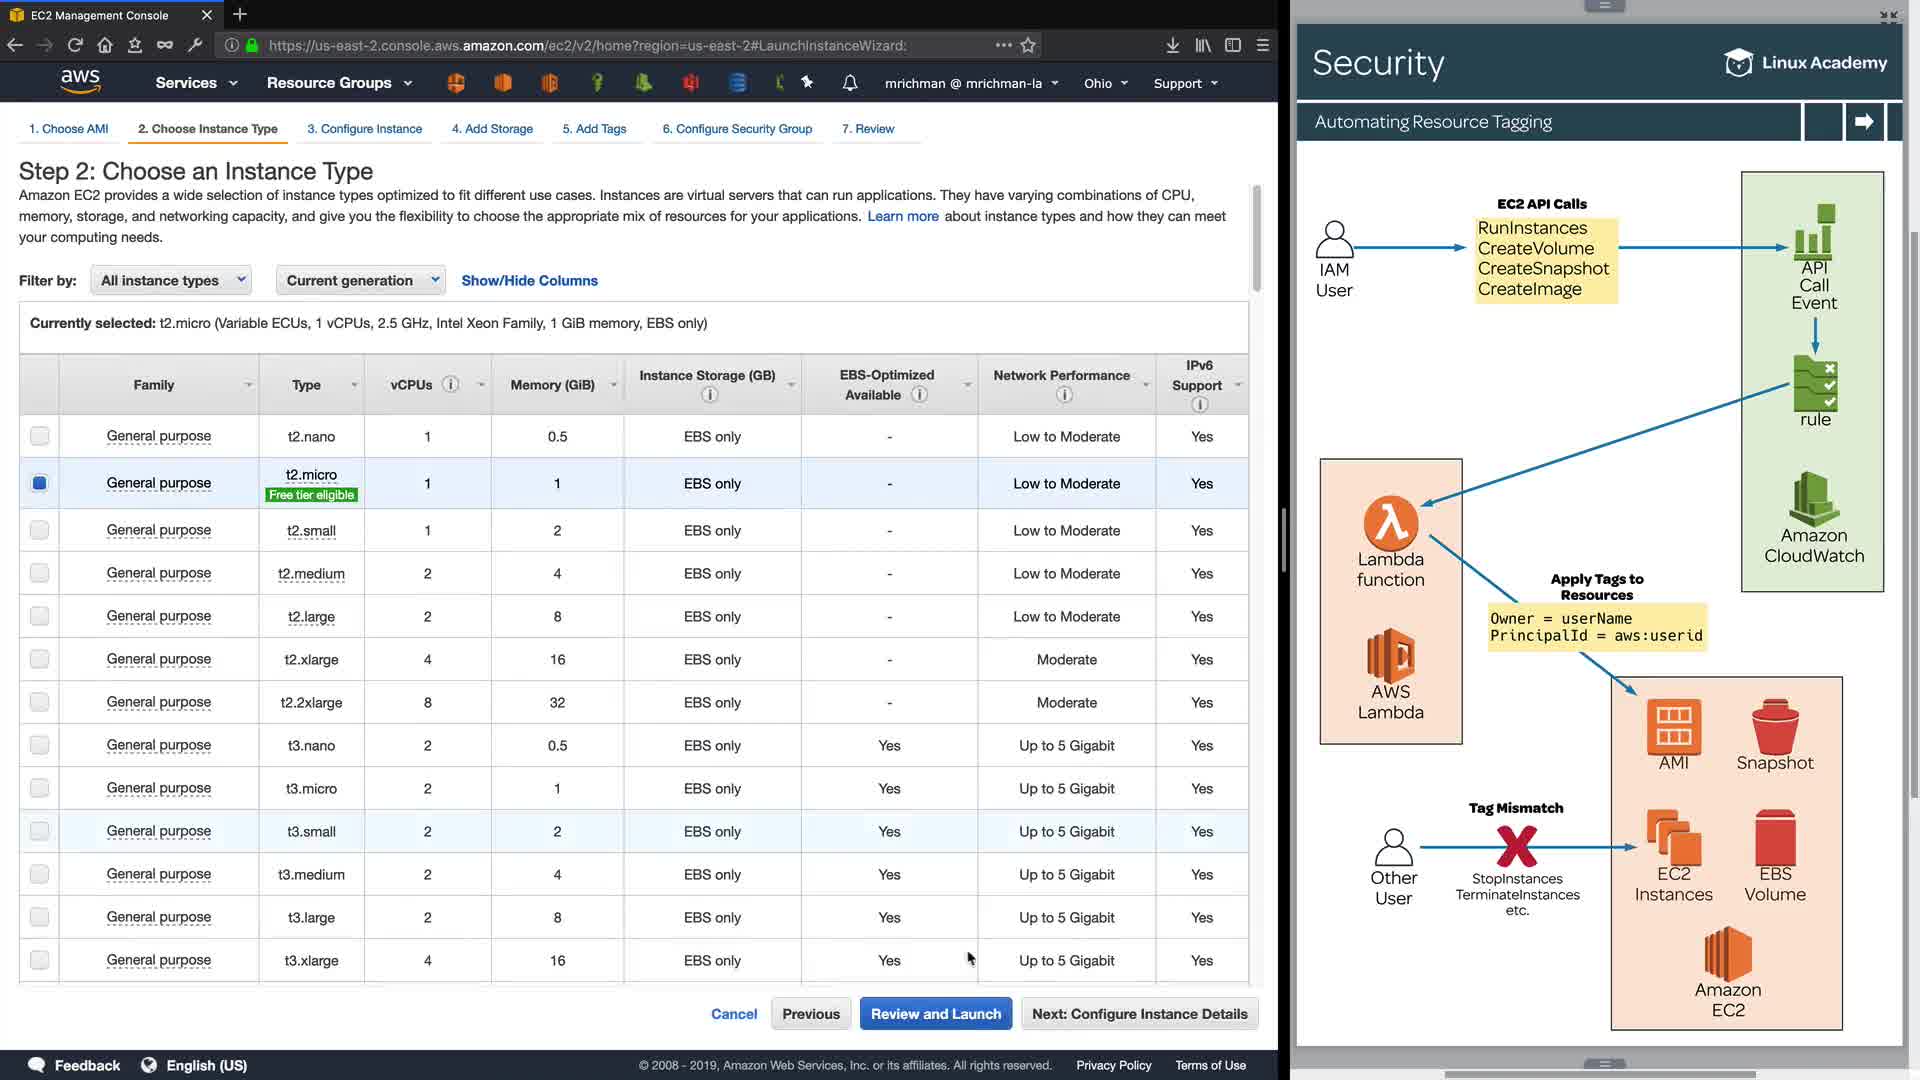 EC2 Management Console
https://us-east-2.console.aws.amazon.com/ec2/v2/home?region=us-east-2#LaunchInstanceWizard:
aws
Services
Resource Groups
mrichman @ mrichman-la
Ohio
Support
1. Choose AMI
2. Choose Instance Type
3. Configure Instance
4. Add Storage
5. Add Tags
6. Configure Security Group
7. Review
Step 2: Choose an Instance Type
Amazon EC2 provides a wide selection of instance types optimized to fit different use cases. Instances are virtual servers that can run applications. They have varying combinations of CPU,
memory, storage, and networking capacity, and give you the flexibility to choose the appropriate mix of resources for your applications. Learn more about instance types and how they can meet
your computing needs.
Filter by: All instance types Current generation Show/Hide Columns
Currently selected: t2.micro (Variable ECUs, 1 vCPUs, 2.5 GHz, Intel Xeon Family, 1 GiB memory, EBS only)
Family Type vCPUs Memory (GiB) Instance Storage (GB) EBS-Optimized Available Network Performance IPv6 Support
General purpose t2.nano 1 0.5 EBS only - Low to Moderate Yes
General purpose t2.micro 1 1 EBS only - Low to Moderate Yes
Free tier eligible
General purpose t2.small 1 2 EBS only - Low to Moderate Yes
General purpose t2.medium 2 4 EBS only - Low to Moderate Yes
General purpose t2.large 2 8 EBS only - Low to Moderate Yes
General purpose t2.xlarge 4 16 EBS only - Moderate Yes
General purpose t2.2xlarge 8 32 EBS only - Moderate Yes
General purpose t3.nano 2 0.5 EBS only Yes Up to 5 Gigabit Yes
General purpose t3.micro 2 1 EBS only Yes Up to 5 Gigabit Yes
General purpose t3.small 2 2 EBS only Yes Up to 5 Gigabit Yes
General purpose t3.medium 2 4 EBS only Yes Up to 5 Gigabit Yes
General purpose t3.large 2 8 EBS only Yes Up to 5 Gigabit Yes
General purpose t3.xlarge 4 16 EBS only Yes Up to 5 Gigabit Yes
Cancel
Previous
Review and Launch
Next: Configure Instance Details
Feedback
English (US)
© 2008 - 2019, Amazon Web Services, Inc. or its affiliates. All rights reserved.
Privacy Policy
Terms of Use
Security
Linux Academy
Automating Resource Tagging
IAM
User
EC2 API Calls
RunInstances
CreateVolume
CreateSnapshot
CreateImage
API
Call
Event
rule
Amazon
CloudWatch
Lambda
function
AWS
Lambda
Apply Tags to
Resources
Owner = userName
PrincipalId = aws:userid
AMI
Snapshot
Tag Mismatch
Other
User
StopInstances
TerminateInstances
etc.
EC2
Instances
EBS
Volume
Amazon
EC2